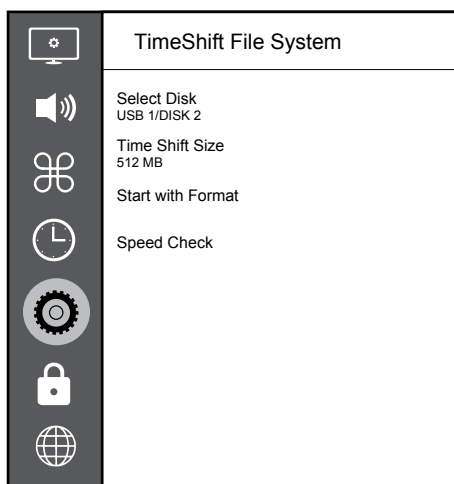 TimeShift File System
Select Disk
USB 1/DISK 2
Time Shift Size
512 MB
Start with Format
Speed Check